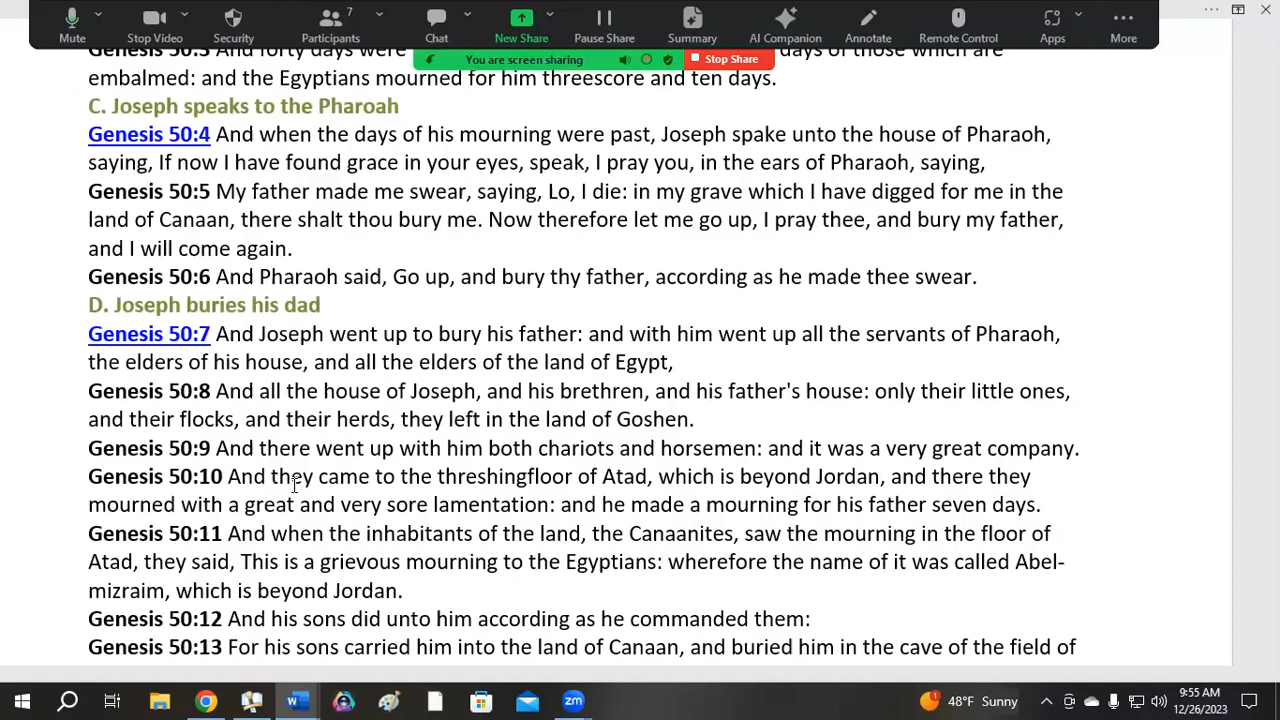 Mute
Stop Video
Security
7
Participants
Chat
New Share
Pause Share
Summary
AI Companion
Annotate
Remote Control
Apps
More
You are screen sharing
Stop Share
Genesis 50:3 And forty days were days of those which are
embalmed: and the Egyptians mourned for him threescore and ten days.
C. Joseph speaks to the Pharoah
Genesis 50:4 And when the days of his mourning were past, Joseph spake unto the house of Pharaoh,
saying, If now I have found grace in your eyes, speak, I pray you, in the ears of Pharaoh, saying,
Genesis 50:5 My father made me swear, saying, Lo, I die: in my grave which I have digged for me in the
land of Canaan, there shalt thou bury me. Now therefore let me go up, I pray thee, and bury my father,
and I will come again.
Genesis 50:6 And Pharaoh said, Go up, and bury thy father, according as he made thee swear.
D. Joseph buries his dad
Genesis 50:7 And Joseph went up to bury his father: and with him went up all the servants of Pharaoh,
the elders of his house, and all the elders of the land of Egypt,
Genesis 50:8 And all the house of Joseph, and his brethren, and his father's house: only their little ones,
and their flocks, and their herds, they left in the land of Goshen.
Genesis 50:9 And there went up with him both chariots and horsemen: and it was a very great company.
Genesis 50:10 And they came to the threshingfloor of Atad, which is beyond Jordan, and there they
mourned with a great and very sore lamentation: and he made a mourning for his father seven days.
Genesis 50:11 And when the inhabitants of the land, the Canaanites, saw the mourning in the floor of
Atad, they said, This is a grievous mourning to the Egyptians: wherefore the name of it was called Abel-
mizraim, which is beyond Jordan.
Genesis 50:12 And his sons did unto him according as he commanded them:
Genesis 50:13 For his sons carried him into the land of Canaan, and buried him in the cave of the field of
W
zm
1
48°F Sunny
9:55 AM
12/26/2023